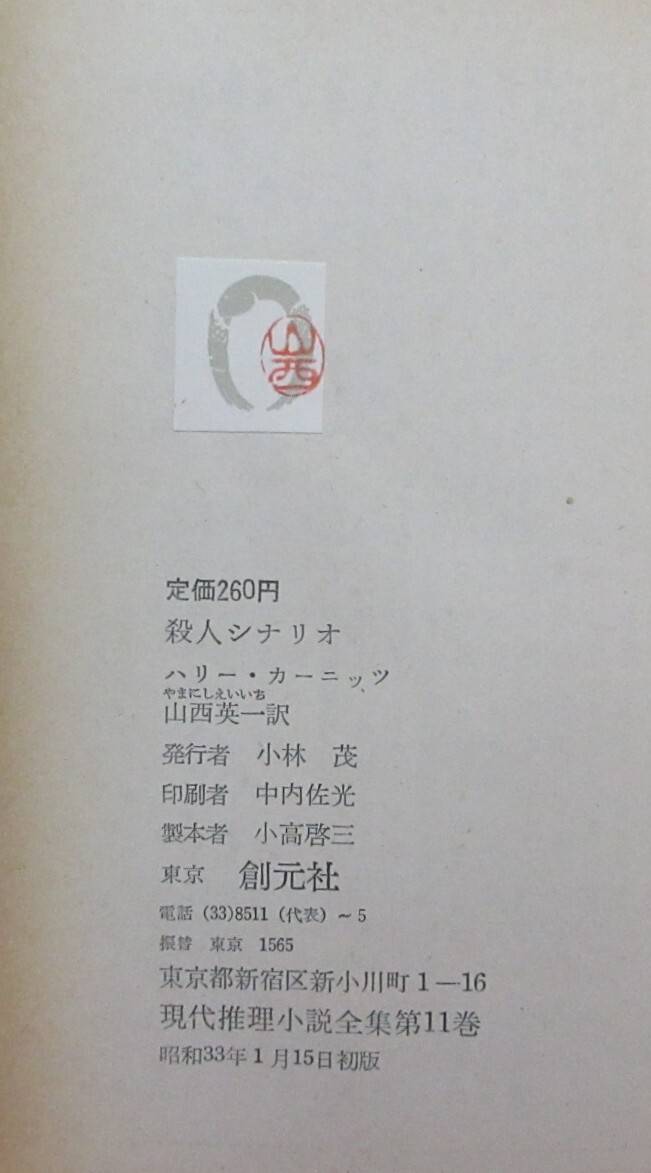 山西
定価260円
殺人シナリオ
ハリー・カーニッツ
やまにしえいいち
山西英一訳
発行者 小林 茂
印刷者 中内佐光
製本者 小高啓三
東京 創元社
電話 (33)8511 (代表) ~ 5
振替 東京 1565
東京都新宿区新小川町1―16
現代推理小説全集第11巻
昭和33年1月15日初版